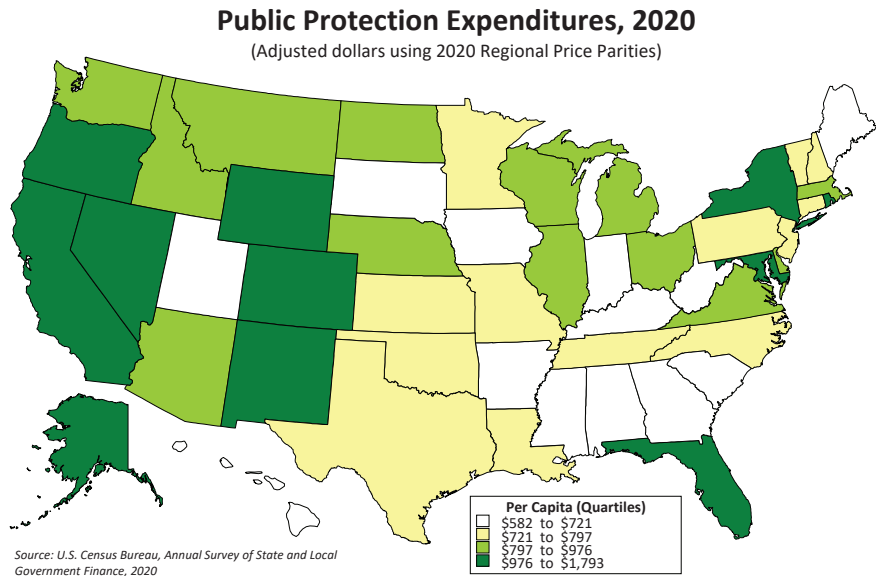 Public Protection Expenditures, 2020
(Adjusted dollars using 2020 Regional Price Parities)
Per Capita (Quartiles)
$582 to $721
$721 to $797
$797 to $976
$976 to $1,793
Source: U.S. Census Bureau, Annual Survey of State and Local
Government Finance, 2020